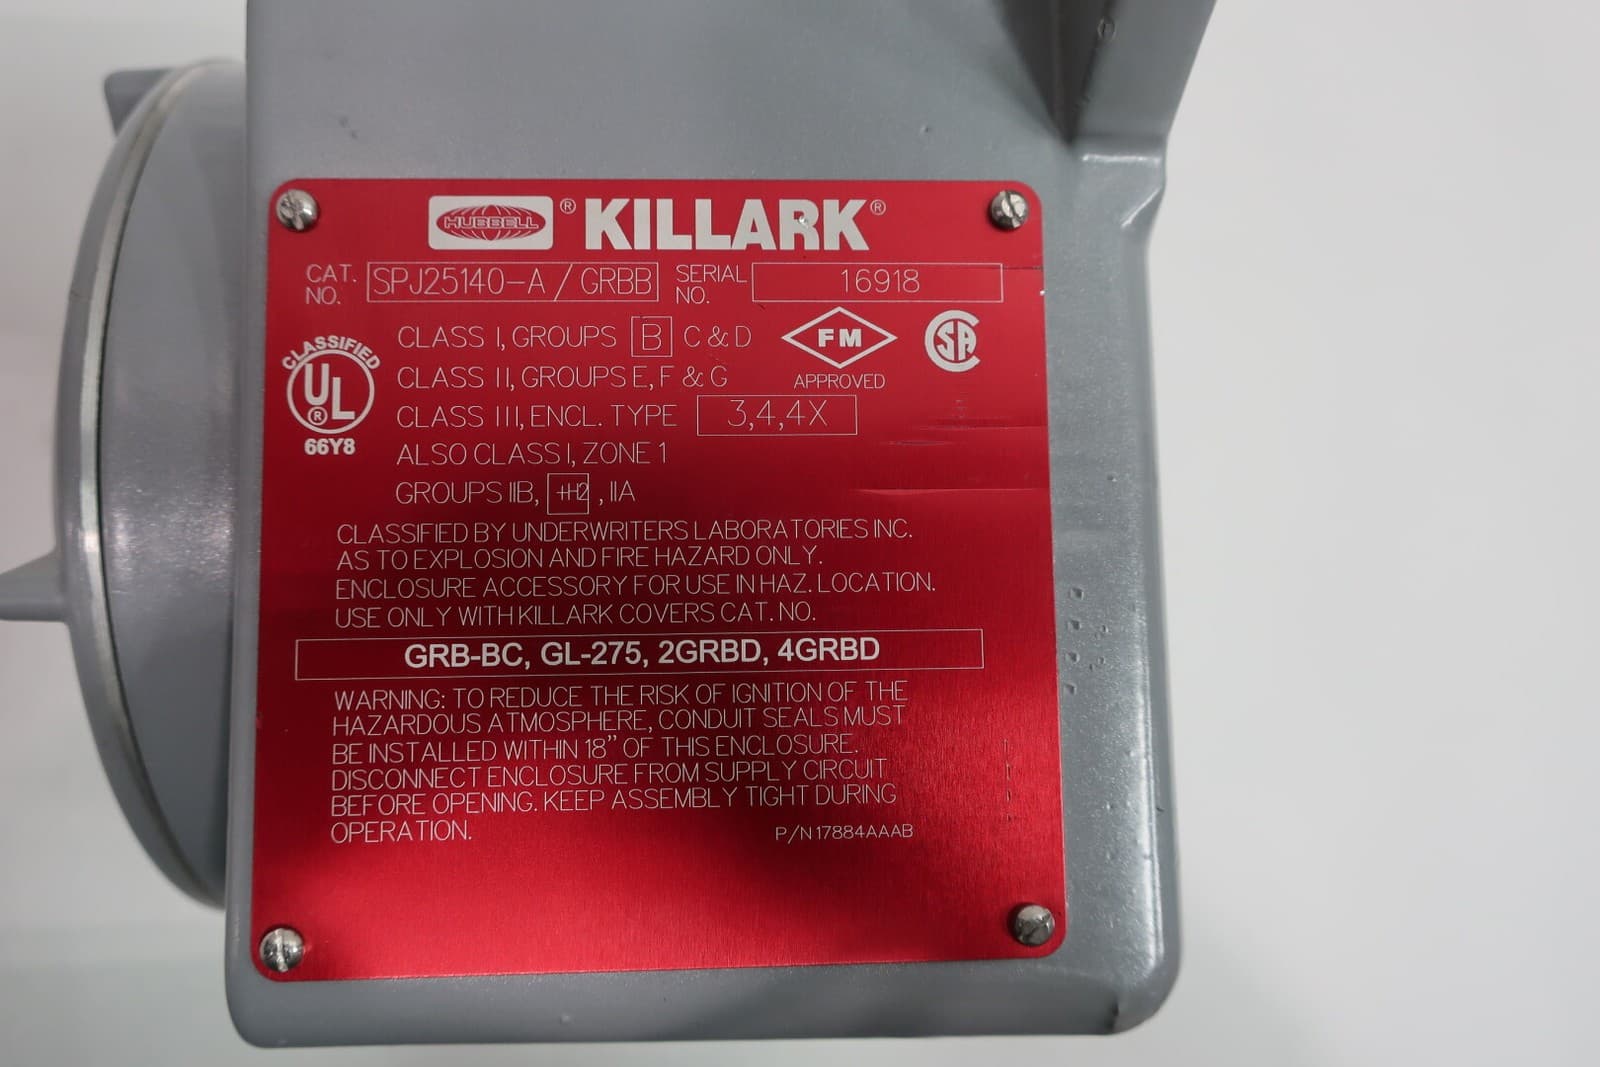 HUBBELL ® KILLARK®
CAT. NO. SPJ25140-A / GRBB SERIAL NO. 16918
CLASS I, GROUPS B C & D
FM APPROVED
CSA
CLASSIFIED UL ® 66Y8
CLASS II, GROUPS E, F & G
CLASS III, ENCL. TYPE 3,4,4X
ALSO CLASS I, ZONE 1
GROUPS IIB, +H2 , IIA
CLASSIFIED BY UNDERWRITERS LABORATORIES INC.
AS TO EXPLOSION AND FIRE HAZARD ONLY.
ENCLOSURE ACCESSORY FOR USE IN HAZ. LOCATION.
USE ONLY WITH KILLARK COVERS CAT. NO.
GRB-BC, GL-275, 2GRBD, 4GRBD
WARNING: TO REDUCE THE RISK OF IGNITION OF THE
HAZARDOUS ATMOSPHERE, CONDUIT SEALS MUST
BE INSTALLED WITHIN 18" OF THIS ENCLOSURE.
DISCONNECT ENCLOSURE FROM SUPPLY CIRCUIT
BEFORE OPENING. KEEP ASSEMBLY TIGHT DURING
OPERATION.
P/N 17884AAAB